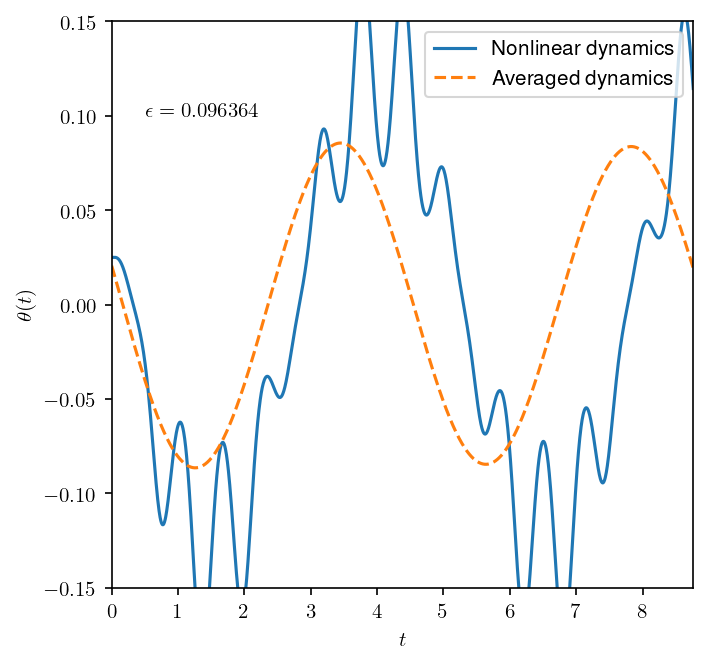 0.15
0.10
0.05
0.00
−0.05
−0.10
−0.15
θ(t)
ϵ = 0.096364
Nonlinear dynamics
Averaged dynamics
0 1 2 3 4 5 6 7 8
t